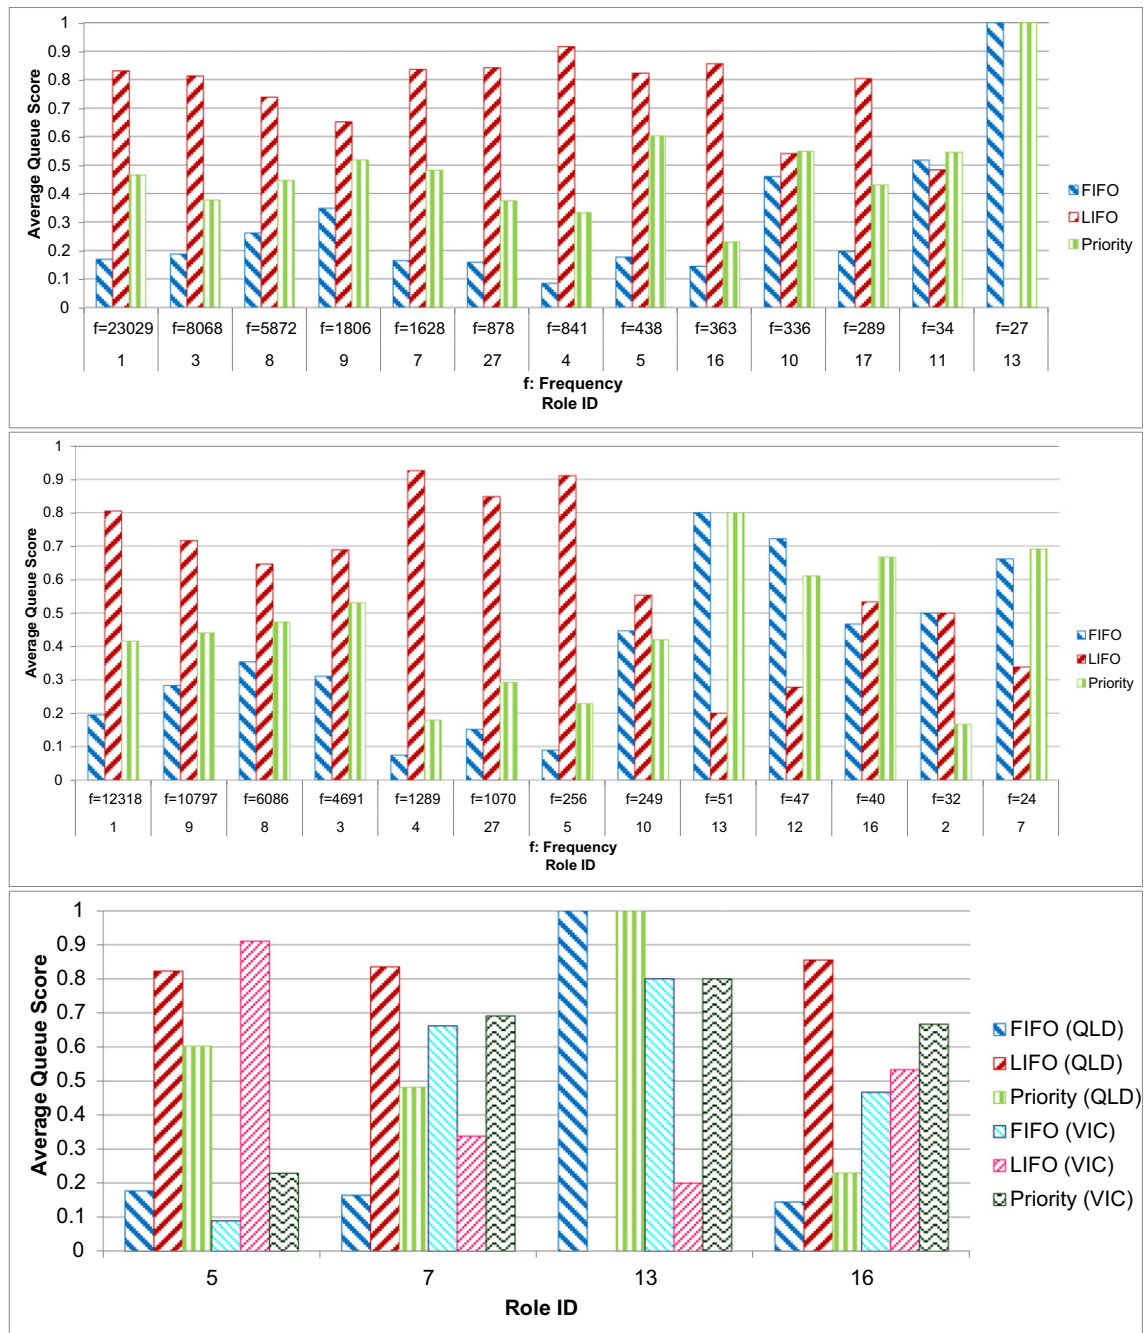 1
0.9
0.8
0.7
0.6
0.5
0.4
0.3
0.2
0.1
0
Average Queue Score
FIFO
LIFO
Priority
f=23029 f=8068 f=5872 f=1806 f=1628 f=878 f=841 f=438 f=363 f=336 f=289 f=34 f=27
1 3 8 9 7 27 4 5 16 10 17 11 13
f: Frequency
Role ID
1
0.9
0.8
0.7
0.6
0.5
0.4
0.3
0.2
0.1
0
Average Queue Score
FIFO
LIFO
Priority
f=12318 f=10797 f=6086 f=4691 f=1289 f=1070 f=256 f=249 f=51 f=47 f=40 f=32 f=24
1 9 8 3 4 27 5 10 13 12 16 2 7
f: Frequency
Role ID
1
0.9
0.8
0.7
0.6
0.5
0.4
0.3
0.2
0.1
0
Average Queue Score
FIFO (QLD)
LIFO (QLD)
Priority (QLD)
FIFO (VIC)
LIFO (VIC)
Priority (VIC)
5 7 13 16
Role ID